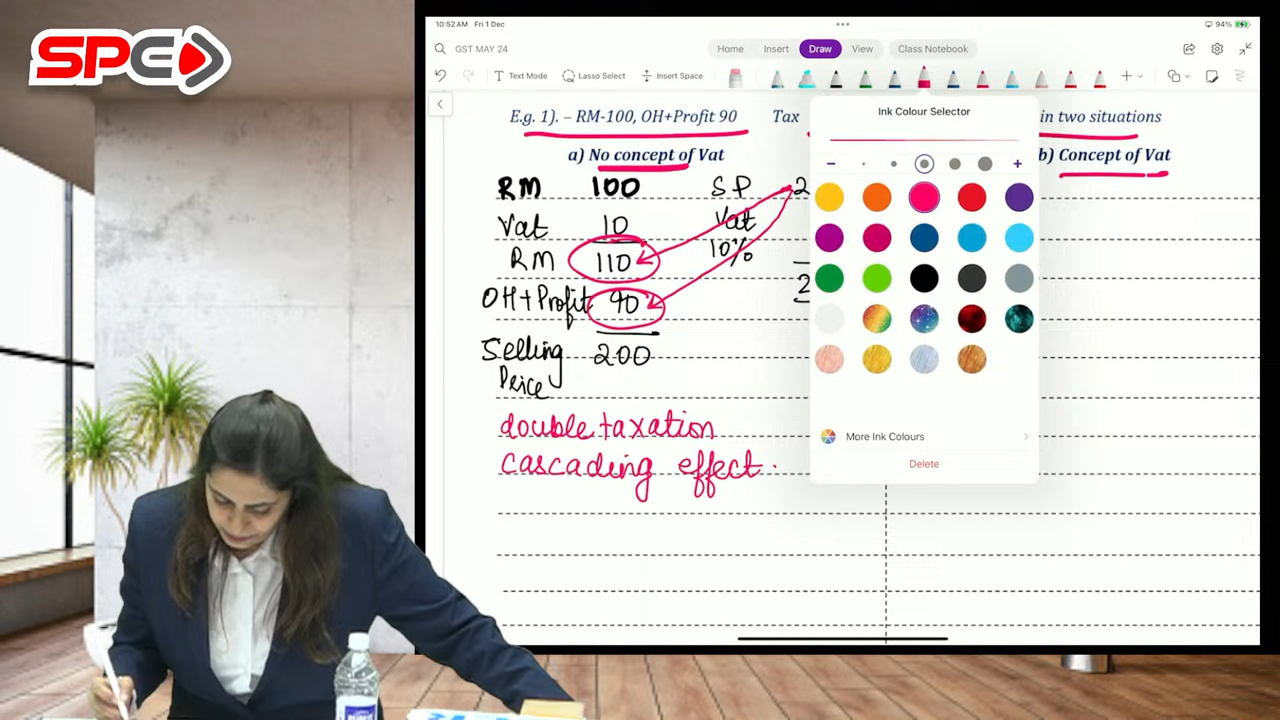 SPED
10:52 AM Fri 1 Dec
94%
GST MAY 24
Home Insert Draw View Class Notebook
Text Mode Lasso Select Insert Space
E.g. 1). – RM-100, OH+Profit 90 Tax in two situations
a) No concept of Vat b) Concept of Vat
Ink Colour Selector
RM 100 SP 2
Vat 10 Vat
RM 110 10%
OH+Profit 90 2
Selling 200
Price
double taxation
cascading effect.
More Ink Colours
Delete